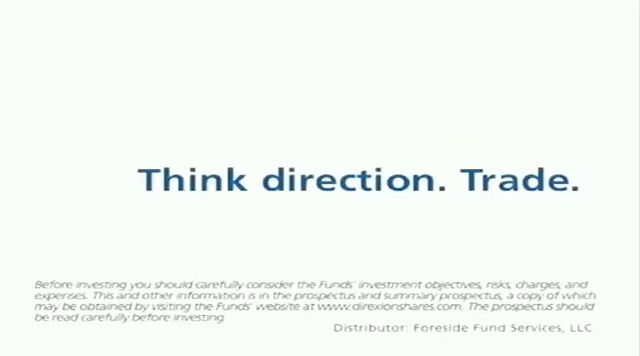 Think direction. Trade.
Before investing you should carefully consider the Funds' investment objectives, risks, charges, and
expenses. This and other information is in the prospectus and summary prospectus, a copy of which
may be obtained by visiting the Funds' website at www.direxionshares.com. The prospectus should
be read carefully before investing
Distributor: Foreside Fund Services, LLC.